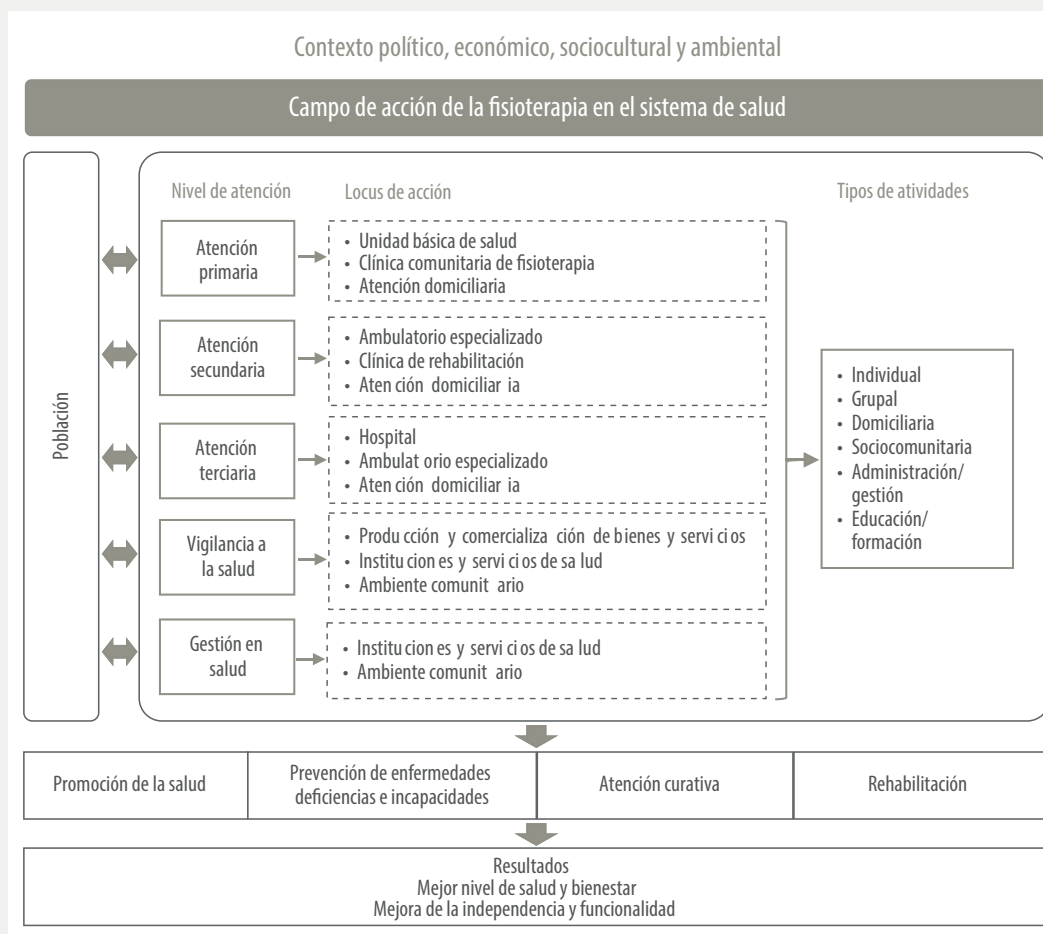 Contexto político, económico, sociocultural y ambiental
Campo de acción de la fisioterapia en el sistema de salud
Población
Nivel de atención
Locus de acción
Tipos de atividades
Atención
primaria
• Unidad básica de salud
• Clínica comunitaria de fisioterapia
• Atención domiciliaria
Atención
secundaria
• Ambulatorio especializado
• Clínica de rehabilitación
• Aten ción domiciliar ia
Atención
terciaria
• Hospital
• Ambulat orio especializado
• Aten ción domiciliar ia
Vigilancia a
la salud
• Produ cción y comercializa ción de b ienes y servi ci os
• Institu cion es y servi ci os de sa lud
• Ambiente comunit ario
Gestión en
salud
• Institu cion es y servi ci os de sa lud
• Ambiente comunit ario
• Individual
• Grupal
• Domiciliaria
• Sociocomunitaria
• Administración/
gestión
• Educación/
formación
Promoción de la salud
Prevención de enfermedades
deficiencias e incapacidades
Atención curativa
Rehabilitación
Resultados
Mejor nivel de salud y bienestar
Mejora de la independencia y funcionalidad